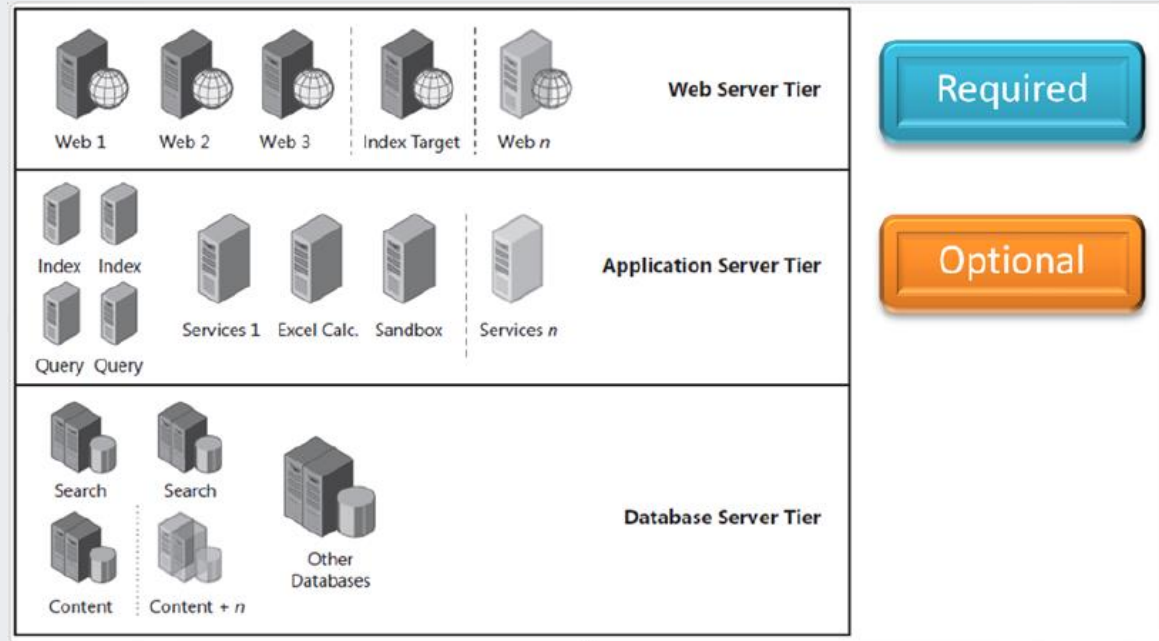 Web 1
Web 2
Web 3
Index Target
Web n
Web Server Tier
Required
Index
Index
Query
Query
Services 1
Excel Calc.
Sandbox
Services n
Application Server Tier
Optional
Search
Search
Content
Content + n
Other
Databases
Database Server Tier